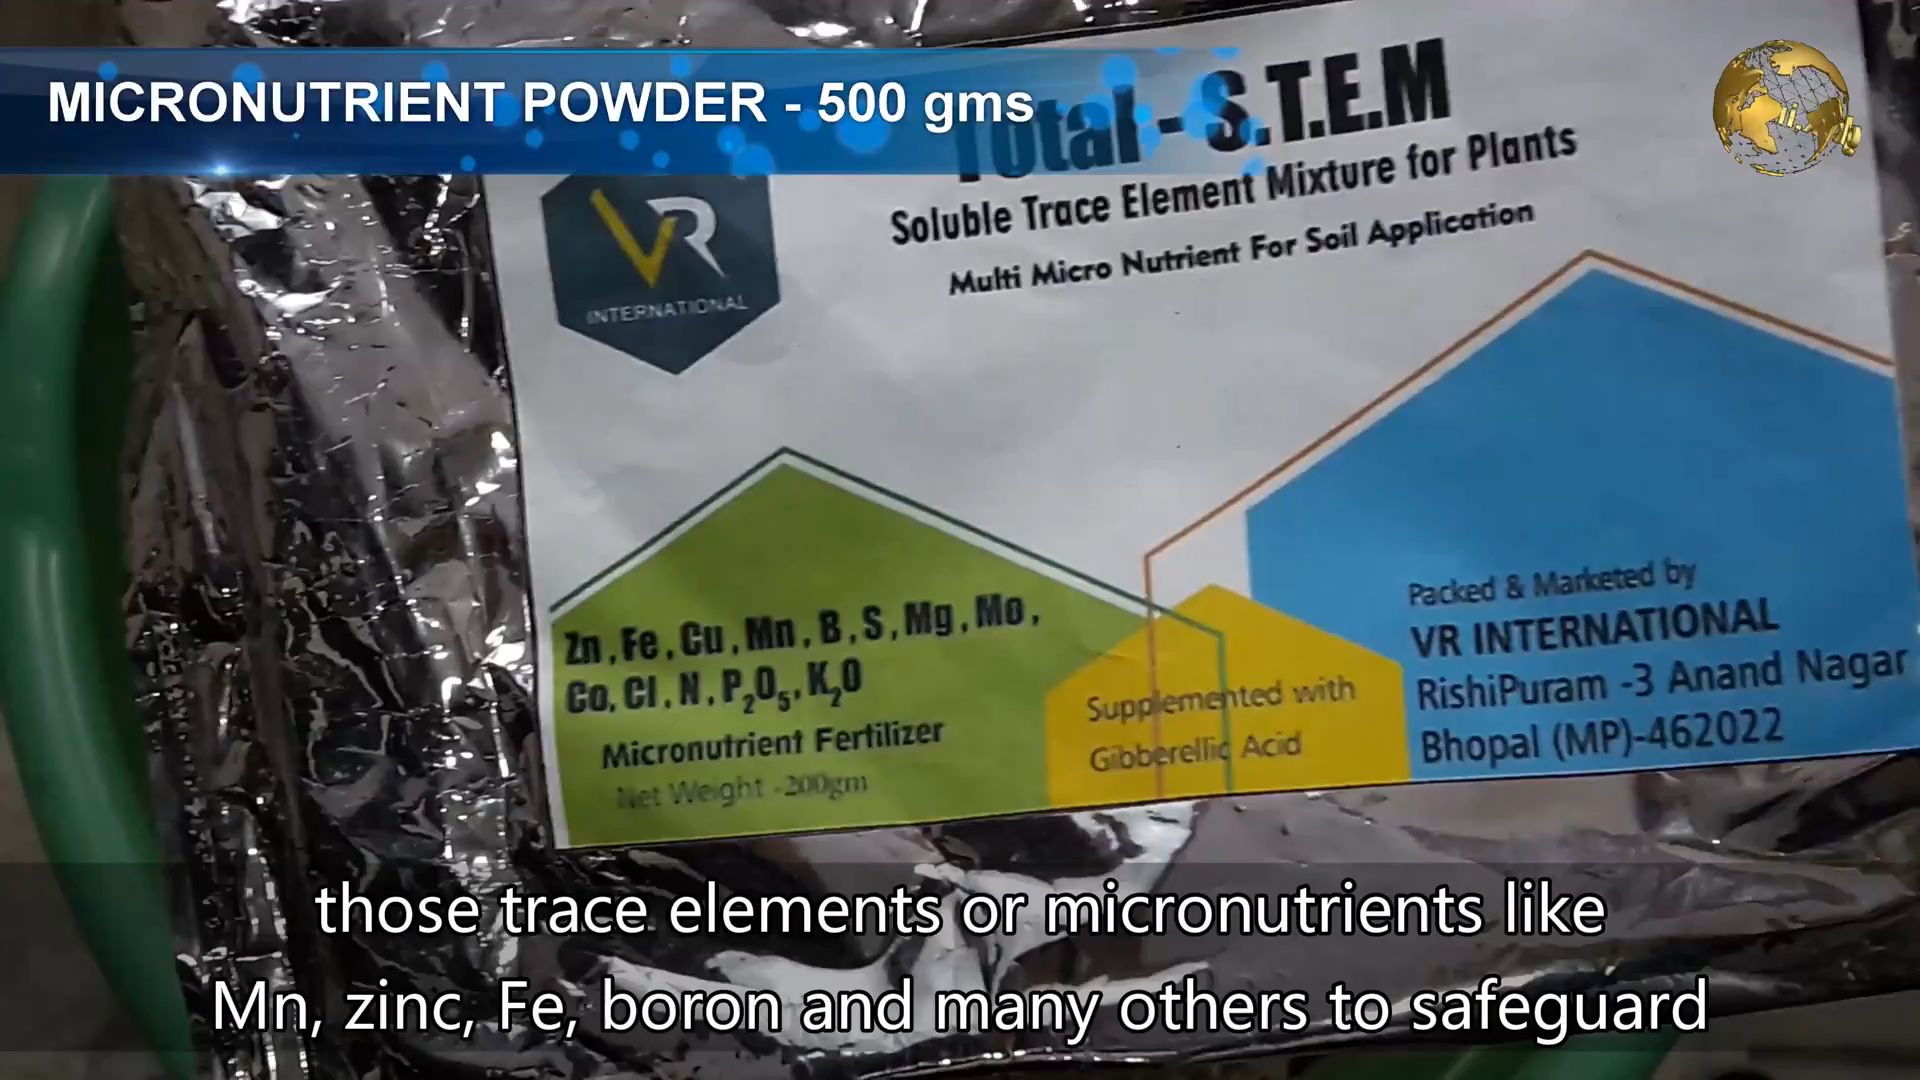 MICRONUTRIENT POWDER - 500 gms
Total - S.T.E.M
Soluble Trace Element Mixture for Plants
Multi Micro Nutrient For Soil Application
VR
INTERNATIONAL
Zn, Fe, Cu, Mn, B, S, Mg, Mo,
Co, Cl, N, P₂O₅, K₂O
Micronutrient Fertilizer
Net Weight -200gm
Supplemented with
Gibberellic Acid
Packed & Marketed by
VR INTERNATIONAL
RishiPuram -3 Anand Nagar
Bhopal (MP)-462022
those trace elements or micronutrients like
Mn, zinc, Fe, boron and many others to safeguard